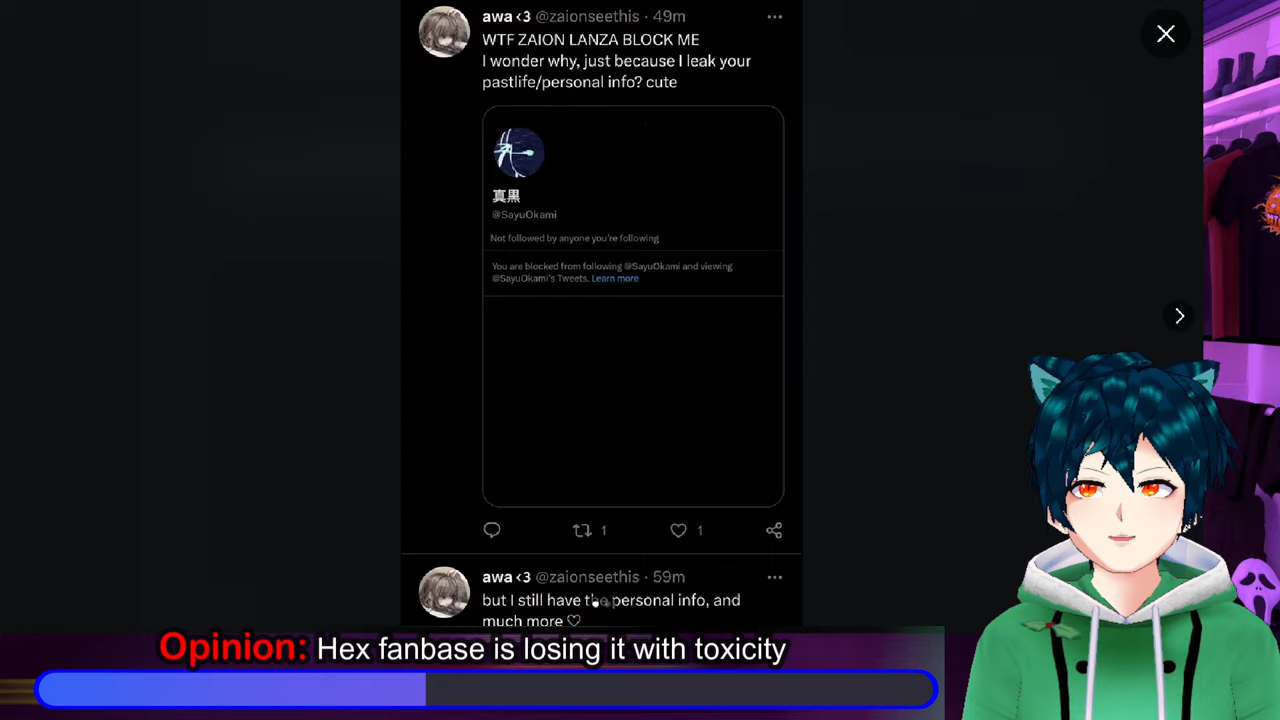 awa <3 @zaionseethis · 49m
WTF ZAION LANZA BLOCK ME
I wonder why, just because I leak your
pastlife/personal info? cute
真黒
@SayuOkami
Not followed by anyone you're following
You are blocked from following @SayuOkami and viewing
@SayuOkami's Tweets. Learn more
1
1
awa <3 @zaionseethis · 59m
but I still have the personal info, and
much more ♡
Opinion: Hex fanbase is losing it with toxicity